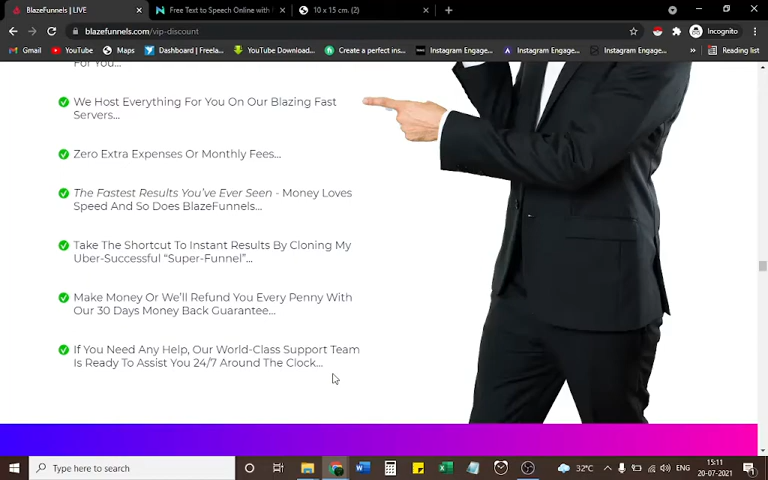 BlazeFunnels | LIVE
Free Text to Speech Online with
10 x 15 cm. (2)
Incognito
blazefunnels.com/vip-discount
Gmail
YouTube
Maps
Dashboard | Freela...
YouTube Download...
Create a perfect ins...
Instagram Engage...
Instagram Engage...
Instagram Engage...
»
Reading list
For You...
We Host Everything For You On Our Blazing Fast
Servers...
Zero Extra Expenses Or Monthly Fees...
The Fastest Results You've Ever Seen - Money Loves
Speed And So Does BlazeFunnels...
Take The Shortcut To Instant Results By Cloning My
Uber-Successful “Super-Funnel”...
Make Money Or We'll Refund You Every Penny With
Our 30 Days Money Back Guarantee...
If You Need Any Help, Our World-Class Support Team
Is Ready To Assist You 24/7 Around The Clock...
Type here to search
32°C
ENG
15:11
20-07-2021